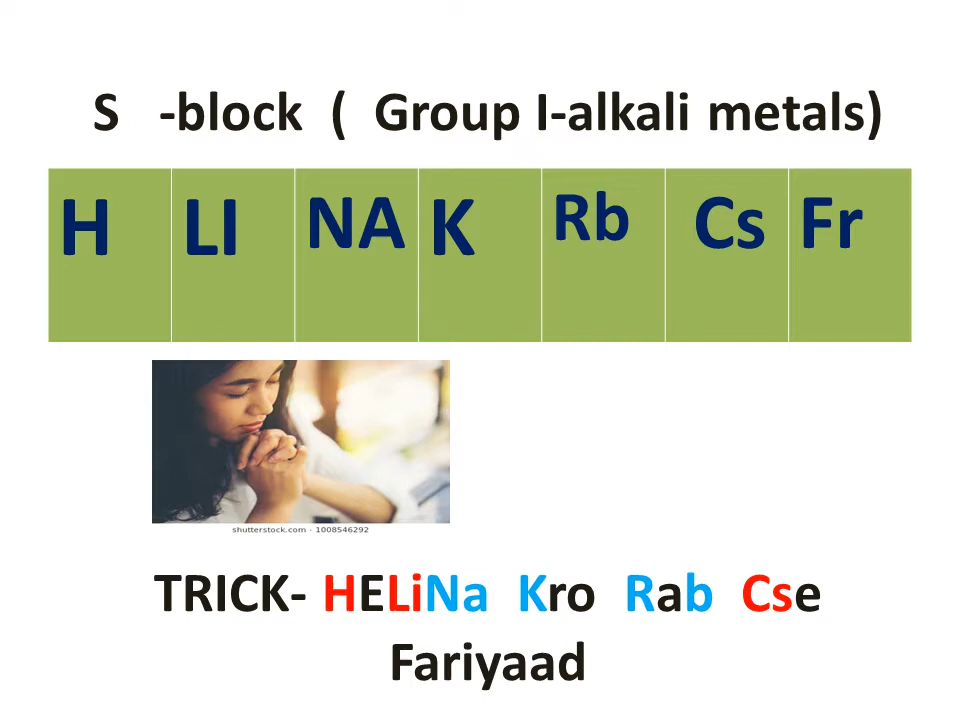 S -block ( Group I-alkali metals)
H LI NA K Rb Cs Fr
shutterstock.com · 1008546292
TRICK- HELiNa Kro Rab Cse
Fariyaad